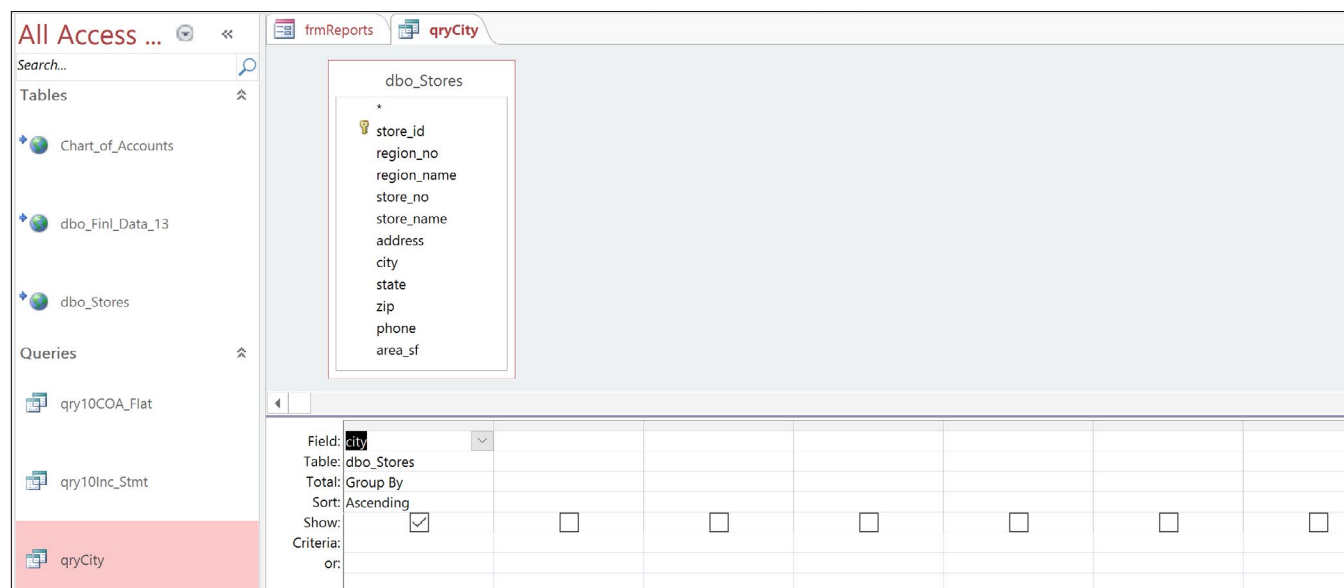 All Access ...
«
Search...
Tables
Chart_of_Accounts
dbo_Finl_Data_13
dbo_Stores
Queries
qry10COA_Flat
qry10Inc_Stmt
qryCity
frmReports
qryCity
dbo_Stores
*
store_id
region_no
region_name
store_no
store_name
address
city
state
zip
phone
area_sf
Field: city
Table: dbo_Stores
Total: Group By
Sort: Ascending
Show:
Criteria:
or: